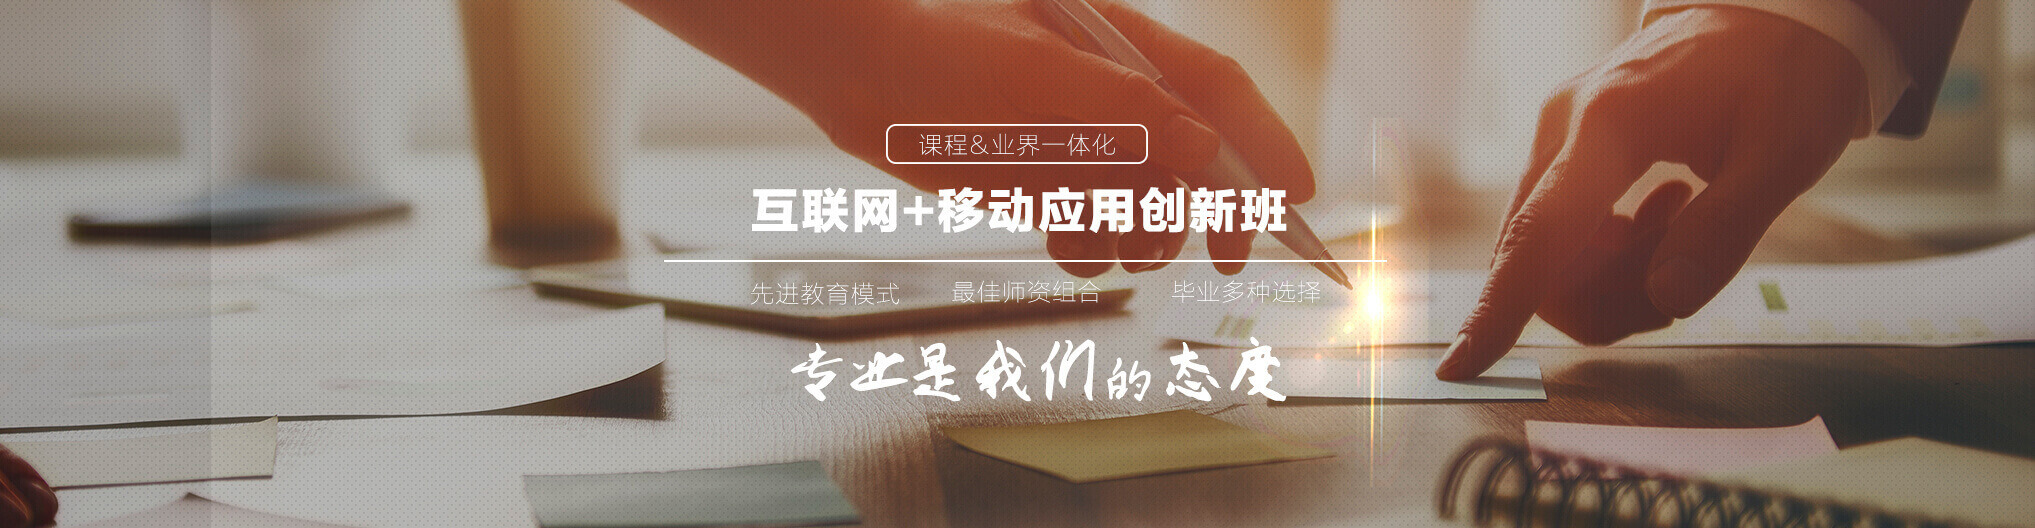 课程&业界一体化
互联网+移动应用创新班
先进教育模式 最佳师资组合 毕业多种选择
专业是我们的态度